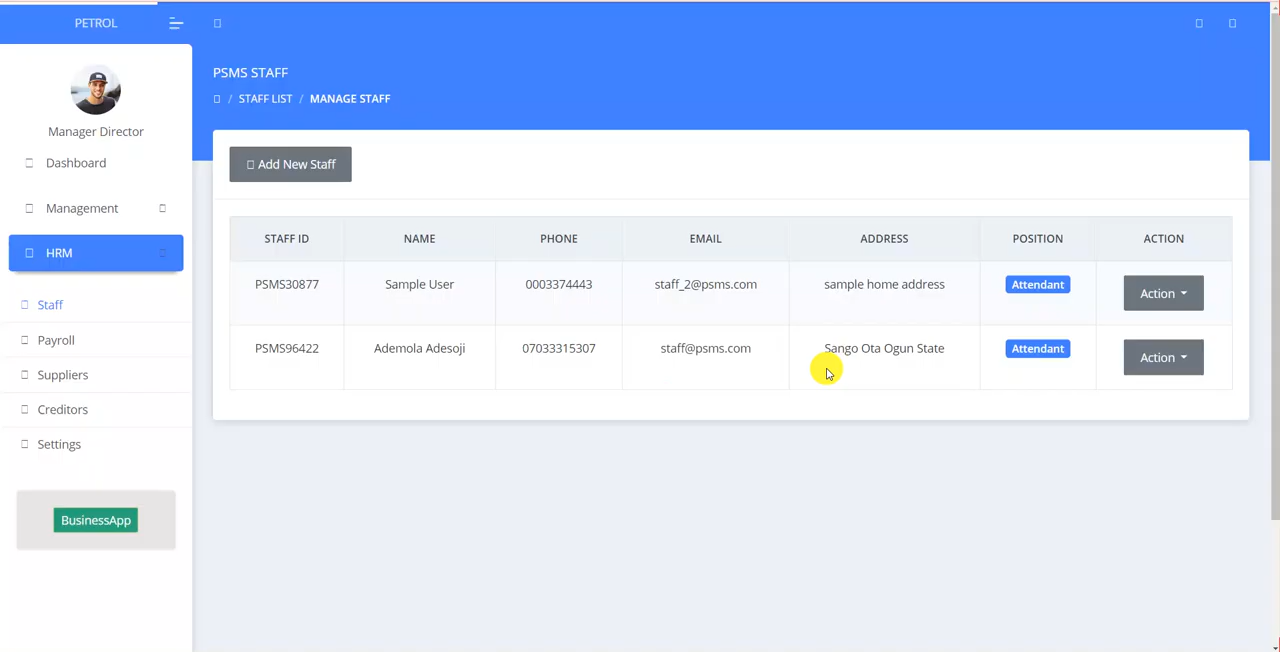 PETROL
PSMS STAFF
/ STAFF LIST / MANAGE STAFF
Manager Director
Dashboard
Management
HRM
Staff
Payroll
Suppliers
Creditors
Settings
BusinessApp
Add New Staff
STAFF ID NAME PHONE EMAIL ADDRESS POSITION ACTION
PSMS30877 Sample User 0003374443 staff_2@psms.com sample home address Attendant Action
PSMS96422 Ademola Adesoji 07033315307 staff@psms.com Sango Ota Ogun State Attendant Action